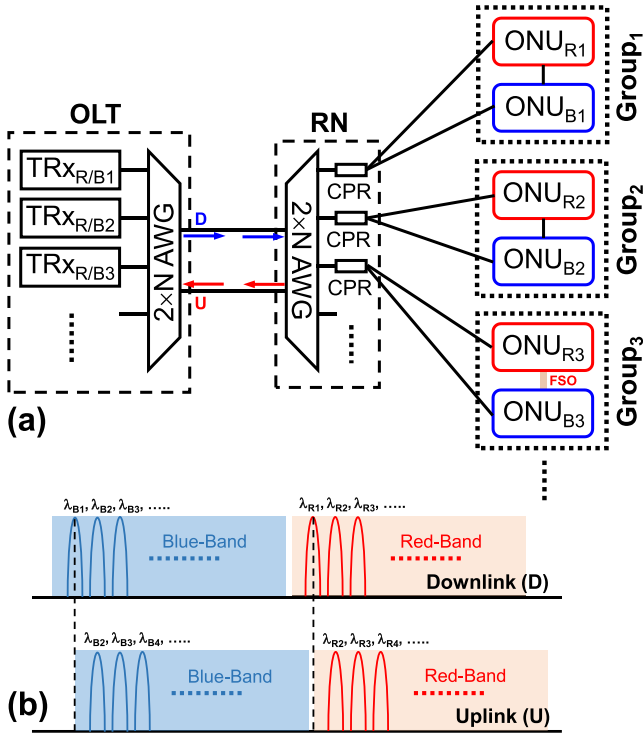 OLT
TRx_R/B1
TRx_R/B2
TRx_R/B3
2×N AWG
D
U
RN
2×N AWG
CPR
CPR
CPR
ONU_R1
ONU_B1
Group_1
ONU_R2
ONU_B2
Group_2
ONU_R3
FSO
ONU_B3
Group_3
(a)
λ_B1, λ_B2, λ_B3, .....
λ_R1, λ_R2, λ_R3, .....
Blue-Band
Red-Band
Downlink (D)
λ_B2, λ_B3, λ_B4, .....
λ_R2, λ_R3, λ_R4, .....
Blue-Band
Red-Band
Uplink (U)
(b)